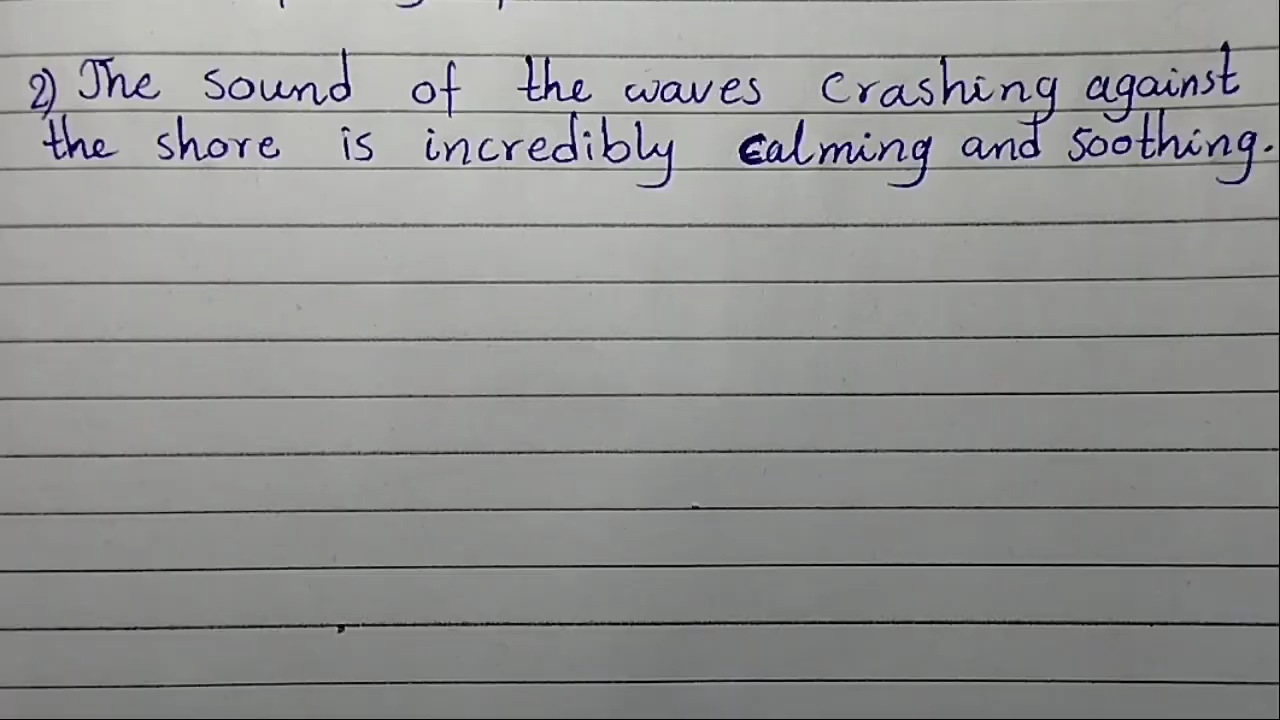 2) The sound of the waves crashing against
the shore is incredibly calming and soothing.